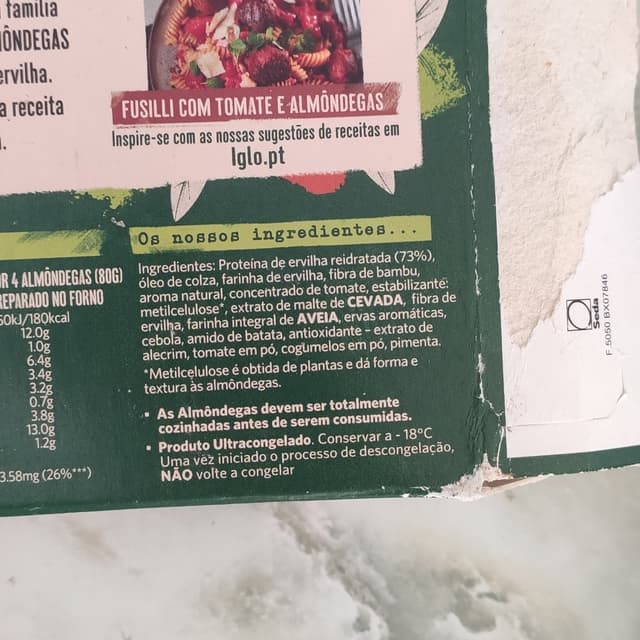 a família
MÔNDEGAS
ervilha.
a receita
FUSILLI COM TOMATE E ALMÔNDEGAS
Inspire-se com as nossas sugestões de receitas em
Iglo.pt
Os nossos ingredientes...
OR 4 ALMÔNDEGAS (80G)
REPARADO NO FORNO
50kJ/180kcal
12.0g
1.0g
6.4g
3.4g
3.2g
0.7g
3.8g
13.0g
1.2g
3.58mg (26%***)
Ingredientes: Proteína de ervilha reidratada (73%),
óleo de colza, farinha de ervilha, fibra de bambu,
aroma natural, concentrado de tomate, estabilizante:
metilcelulose*, extrato de malte de CEVADA, fibra de
ervilha, farinha integral de AVEIA, ervas aromáticas,
cebola, amido de batata, antioxidante - extrato de
alecrim, tomate em pó, cogumelos em pó, pimenta.
*Metilcelulose é obtida de plantas e dá forma e
textura às almôndegas.
• As Almôndegas devem ser totalmente
cozinhadas antes de serem consumidas.
• Produto Ultracongelado. Conservar a - 18°C
Uma vez iniciado o processo de descongelação,
NÃO volte a congelar
Seda
F.5050 BX07846